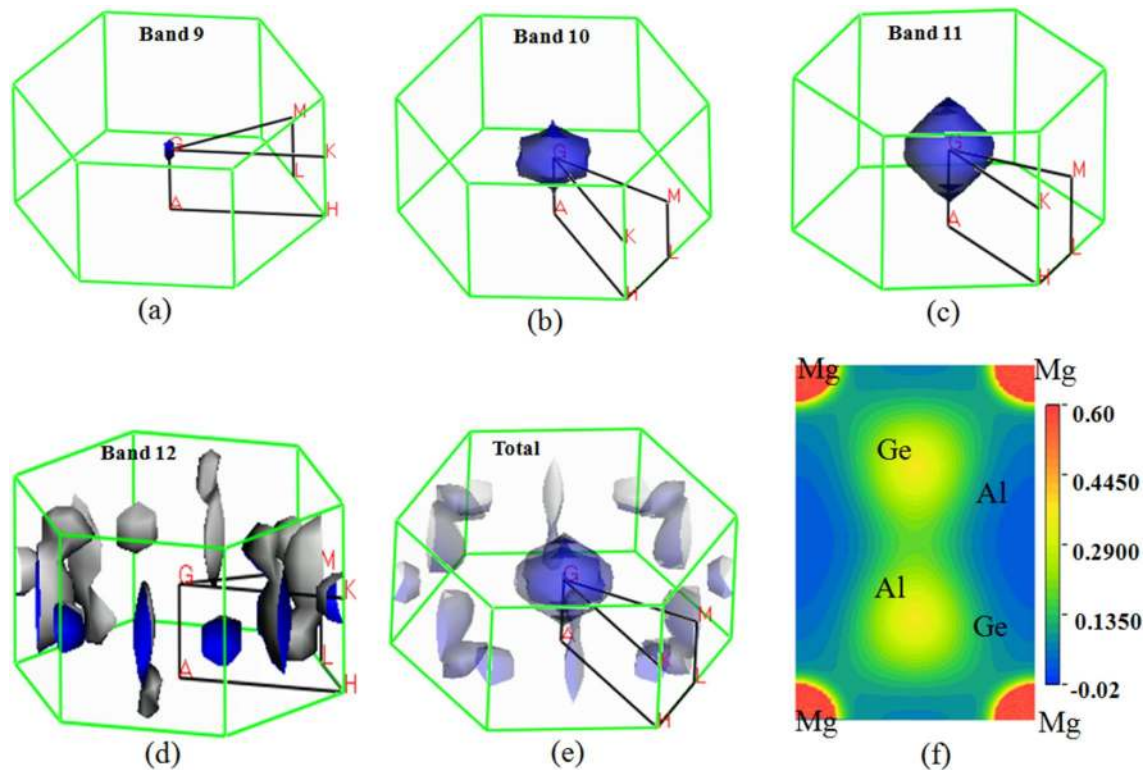 Band 9
G
M
K
L
A
H
(a)
Band 10
G
M
A
K
L
H
(b)
Band 11
G
M
K
A
L
H
(c)
Band 12
G
M
K
A
L
H
(d)
Total
G
M
A
L
L
H
(e)
Mg Mg
0.60
Ge
0.4450
Al
0.2900
Al
0.1350
Ge
-0.02
Mg Mg
(f)